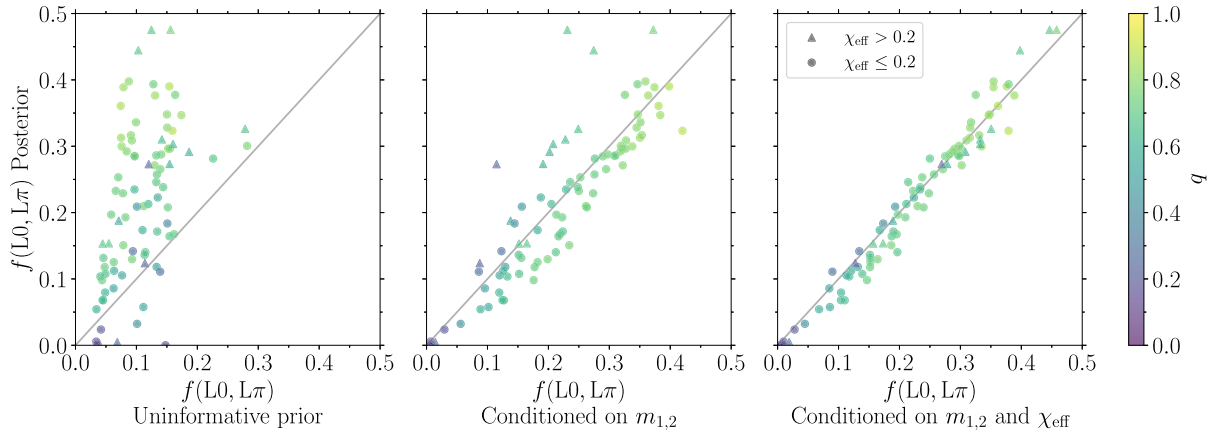 f(L0, Lπ) Posterior
0.5
0.4
0.3
0.2
0.1
0.0
0.0 0.1 0.2 0.3 0.4 0.5
f(L0, Lπ)
Uninformative prior
0.0 0.1 0.2 0.3 0.4 0.5
f(L0, Lπ)
Conditioned on m₁,₂
χeff > 0.2
χeff ≤ 0.2
0.0 0.1 0.2 0.3 0.4 0.5
f(L0, Lπ)
Conditioned on m₁,₂ and χeff
1.0
0.8
0.6
0.4
0.2
0.0
q